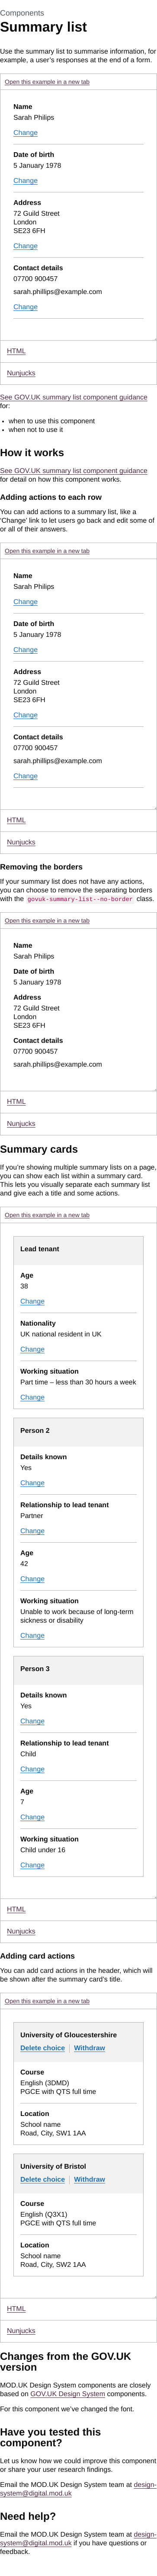 Components
Summary list
Use the summary list to summarise information, for
example, a user’s responses at the end of a form.
Open this example in a new tab
Name
Sarah Philips
Change
Date of birth
5 January 1978
Change
Address
72 Guild Street
London
SE23 6FH
Change
Contact details
07700 900457
sarah.phillips@example.com
Change
HTML
Nunjucks
See GOV.UK summary list component guidance
for:
• when to use this component
• when not to use it
How it works
See GOV.UK summary list component guidance
for detail on how this component works.
Adding actions to each row
You can add actions to a summary list, like a
‘Change’ link to let users go back and edit some of
or all of their answers.
Open this example in a new tab
Name
Sarah Philips
Change
Date of birth
5 January 1978
Change
Address
72 Guild Street
London
SE23 6FH
Change
Contact details
07700 900457
sarah.phillips@example.com
Change
HTML
Nunjucks
Removing the borders
If your summary list does not have any actions,
you can choose to remove the separating borders
with the govuk-summary-list--no-border class.
Open this example in a new tab
Name
Sarah Philips
Date of birth
5 January 1978
Address
72 Guild Street
London
SE23 6FH
Contact details
07700 900457
sarah.phillips@example.com
HTML
Nunjucks
Summary cards
If you’re showing multiple summary lists on a page,
you can show each list within a summary card.
This lets you visually separate each summary list
and give each a title and some actions.
Open this example in a new tab
Lead tenant
Age
38
Change
Nationality
UK national resident in UK
Change
Working situation
Part time – less than 30 hours a week
Change
Person 2
Details known
Yes
Change
Relationship to lead tenant
Partner
Change
Age
42
Change
Working situation
Unable to work because of long-term
sickness or disability
Change
Person 3
Details known
Yes
Change
Relationship to lead tenant
Child
Change
Age
7
Change
Working situation
Child under 16
Change
HTML
Nunjucks
Adding card actions
You can add card actions in the header, which will
be shown after the summary card’s title.
Open this example in a new tab
University of Gloucestershire
Delete choice Withdraw
Course
English (3DMD)
PGCE with QTS full time
Location
School name
Road, City, SW1 1AA
University of Bristol
Delete choice Withdraw
Course
English (Q3X1)
PGCE with QTS full time
Location
School name
Road, City, SW2 1AA
HTML
Nunjucks
Changes from the GOV.UK
version
MOD.UK Design System components are closely
based on GOV.UK Design System components.
For this component we’ve changed the font.
Have you tested this
component?
Let us know how we could improve this component
or share your user research findings.
Email the MOD.UK Design System team at design-
system@digital.mod.uk
Need help?
Email the MOD.UK Design System team at design-
system@digital.mod.uk if you have questions or
feedback.